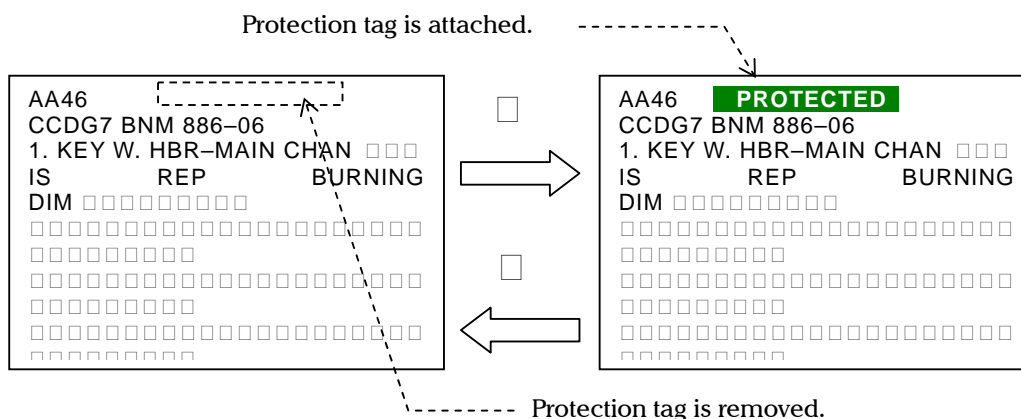 Protection tag is attached.
AA46
CCDG7 BNM 886–06
1. KEY W. HBR–MAIN CHAN □□□
IS REP BURNING
DIM □□□□□□□□□
□□□□□□□□□□□□□□□□□□□□□
□□□□□□□□□
□□□□□□□□□□□□□□□□□□□□□
□□□□□□□□□
□□□□□□□□□□□□□□□□□□□□□
□□□□□□□□□
□
□
AA46 PROTECTED
CCDG7 BNM 886–06
1. KEY W. HBR–MAIN CHAN □□□
IS REP BURNING
DIM □□□□□□□□□
□□□□□□□□□□□□□□□□□□□□□
□□□□□□□□□
□□□□□□□□□□□□□□□□□□□□□
□□□□□□□□□
□□□□□□□□□□□□□□□□□□□□□
□□□□□□□□□
Protection tag is removed.